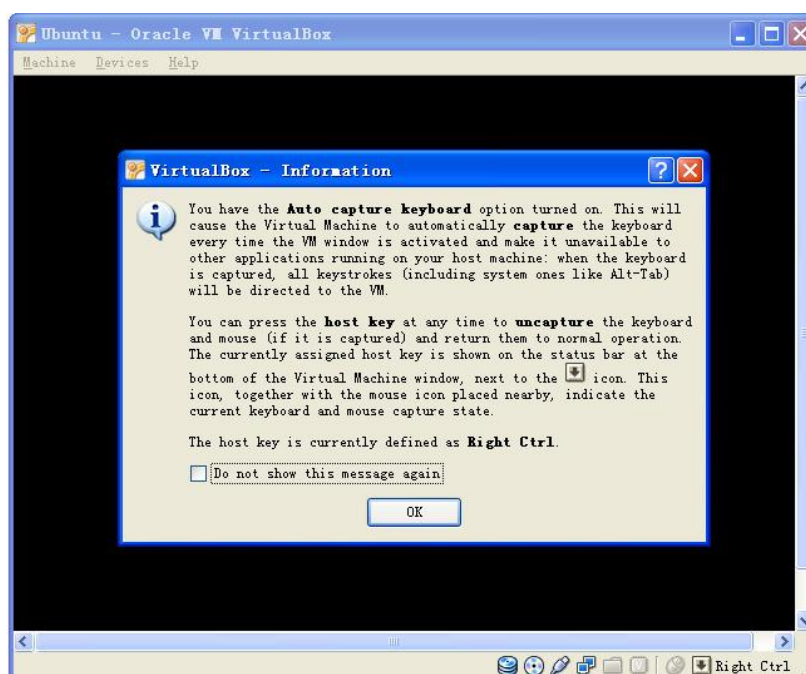 Ubuntu - Oracle VM VirtualBox
Machine Devices Help
VirtualBox - Information
You have the Auto capture keyboard option turned on. This will
cause the Virtual Machine to automatically capture the keyboard
every time the VM window is activated and make it unavailable to
other applications running on your host machine: when the keyboard
is captured, all keystrokes (including system ones like Alt-Tab)
will be directed to the VM.
You can press the host key at any time to uncapture the keyboard
and mouse (if it is captured) and return them to normal operation.
The currently assigned host key is shown on the status bar at the
bottom of the Virtual Machine window, next to the icon. This
icon, together with the mouse icon placed nearby, indicate the
current keyboard and mouse capture state.
The host key is currently defined as Right Ctrl.
Do not show this message again
OK
Right Ctrl